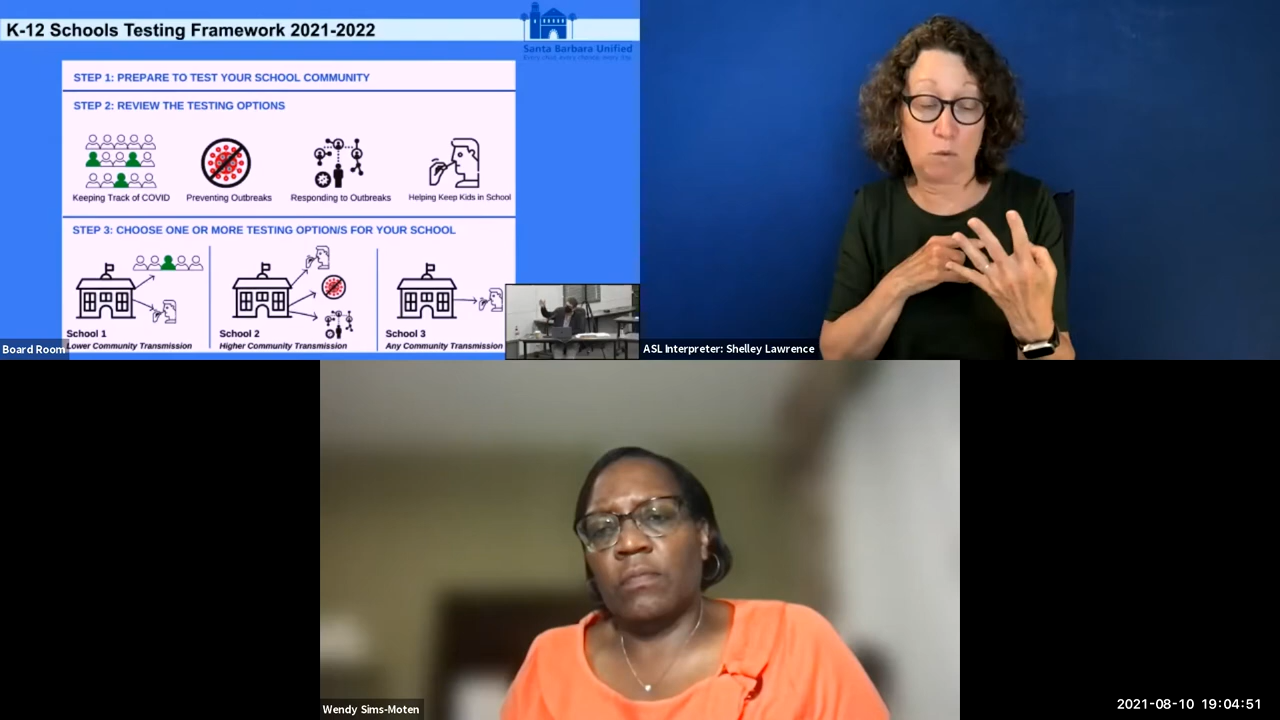 K-12 Schools Testing Framework 2021-2022
Santa Barbara Unified
STEP 1: PREPARE TO TEST YOUR SCHOOL COMMUNITY
STEP 2: REVIEW THE TESTING OPTIONS
Keeping Track of COVID
Preventing Outbreaks
Responding to Outbreaks
Helping Keep Kids in School
STEP 3: CHOOSE ONE OR MORE TESTING OPTION/S FOR YOUR SCHOOL
School 1
Lower Community Transmission
School 2
Higher Community Transmission
School 3
Any Community Transmission
Board Room
ASL Interpreter: Shelley Lawrence
Wendy Sims-Moten
2021-08-10 19:04:51